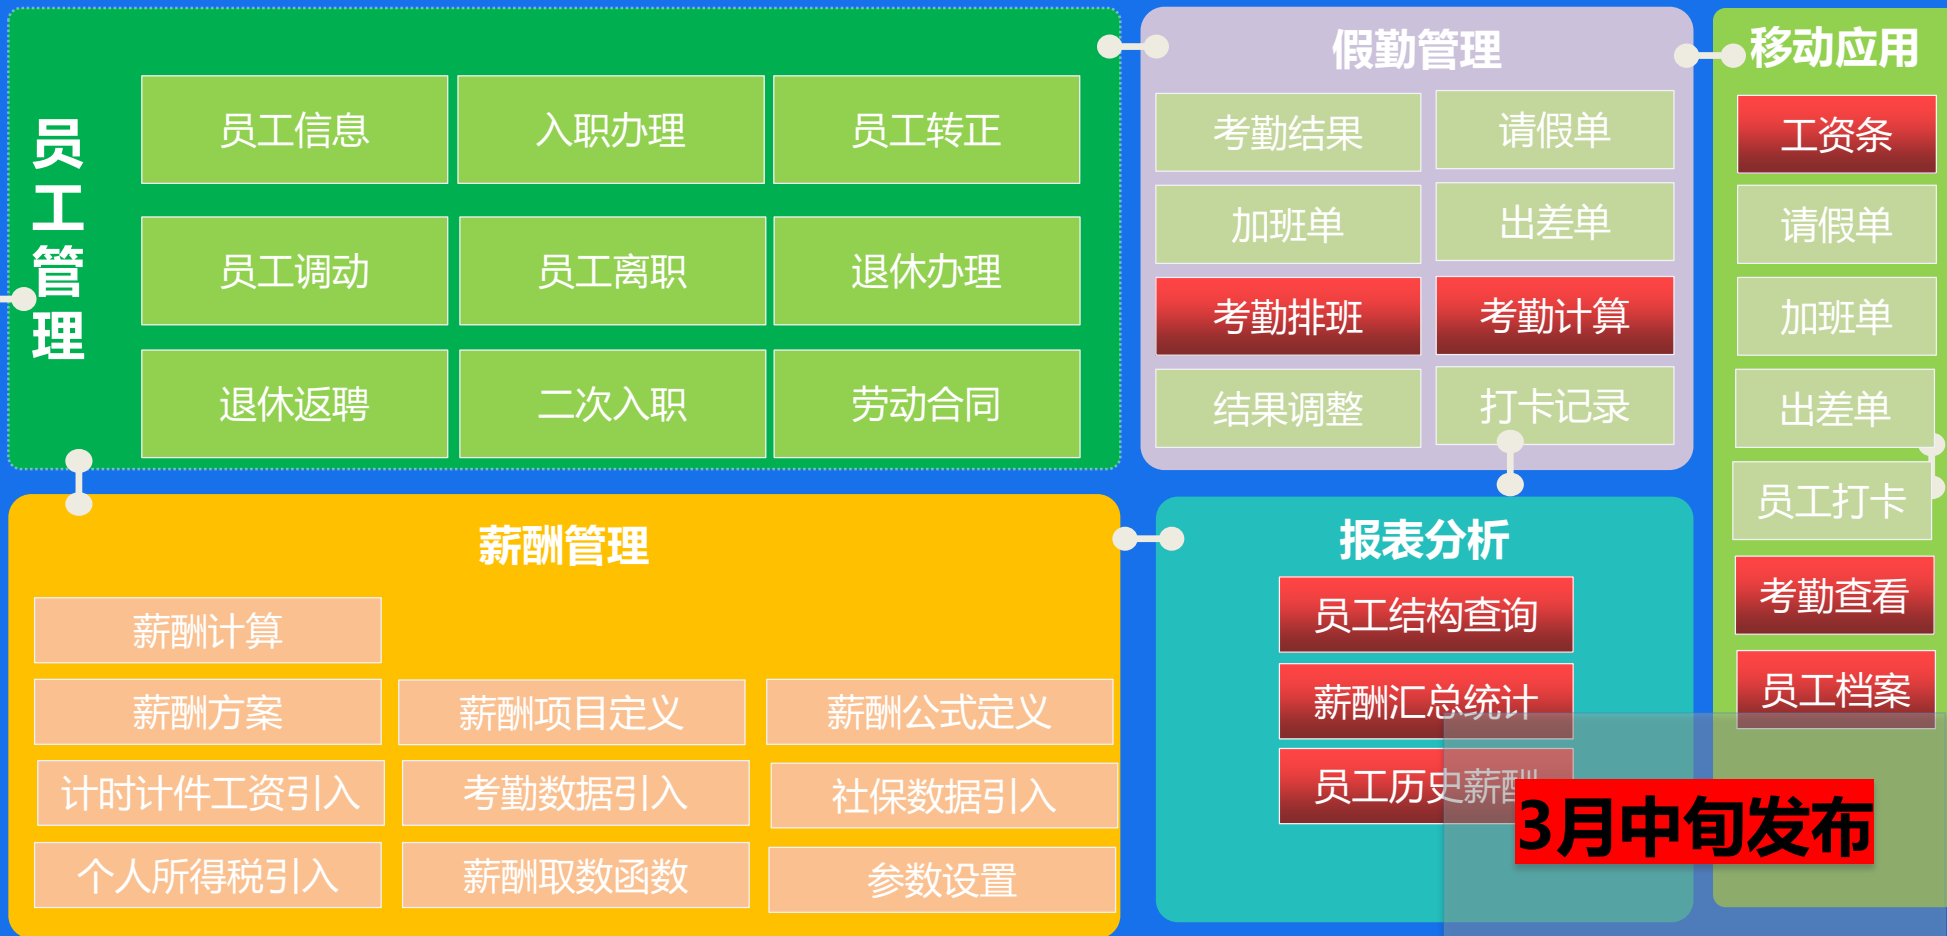 员工管理
员工信息
入职办理
员工转正
员工调动
员工离职
退休办理
退休返聘
二次入职
劳动合同
假勤管理
考勤结果
请假单
加班单
出差单
考勤排班
考勤计算
结果调整
打卡记录
移动应用
工资条
请假单
加班单
出差单
员工打卡
考勤查看
员工档案
薪酬管理
薪酬计算
薪酬方案
薪酬项目定义
薪酬公式定义
计时计件工资引入
考勤数据引入
社保数据引入
个人所得税引入
薪酬取数函数
参数设置
报表分析
员工结构查询
薪酬汇总统计
员工历史薪酬
3月中旬发布